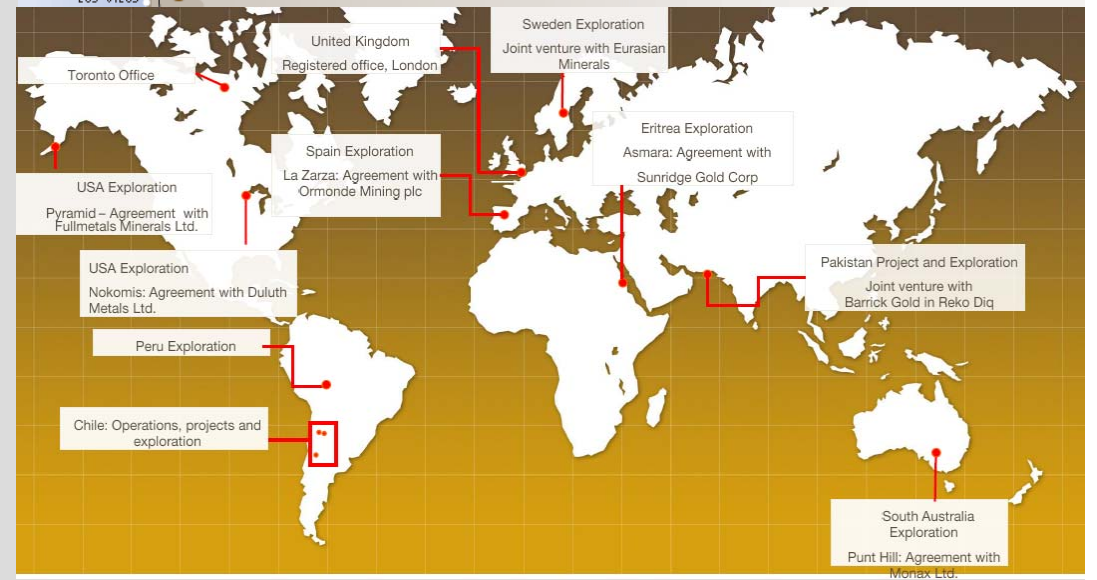 Sweden Exploration
Joint venture with Eurasian
Minerals
United Kingdom
Registered office, London
Toronto Office
Eritrea Exploration
Asmara: Agreement with
Sunridge Gold Corp
Spain Exploration
La Zarza: Agreement with
Ormonde Mining plc
USA Exploration
Pyramid – Agreement with
Fullmetals Minerals Ltd.
USA Exploration
Nokomis: Agreement with Duluth
Metals Ltd.
Pakistan Project and Exploration
Joint venture with
Barrick Gold in Reko Diq
Peru Exploration
Chile: Operations, projects and
exploration
South Australia
Exploration
Punt Hill: Agreement with
Monax Ltd.